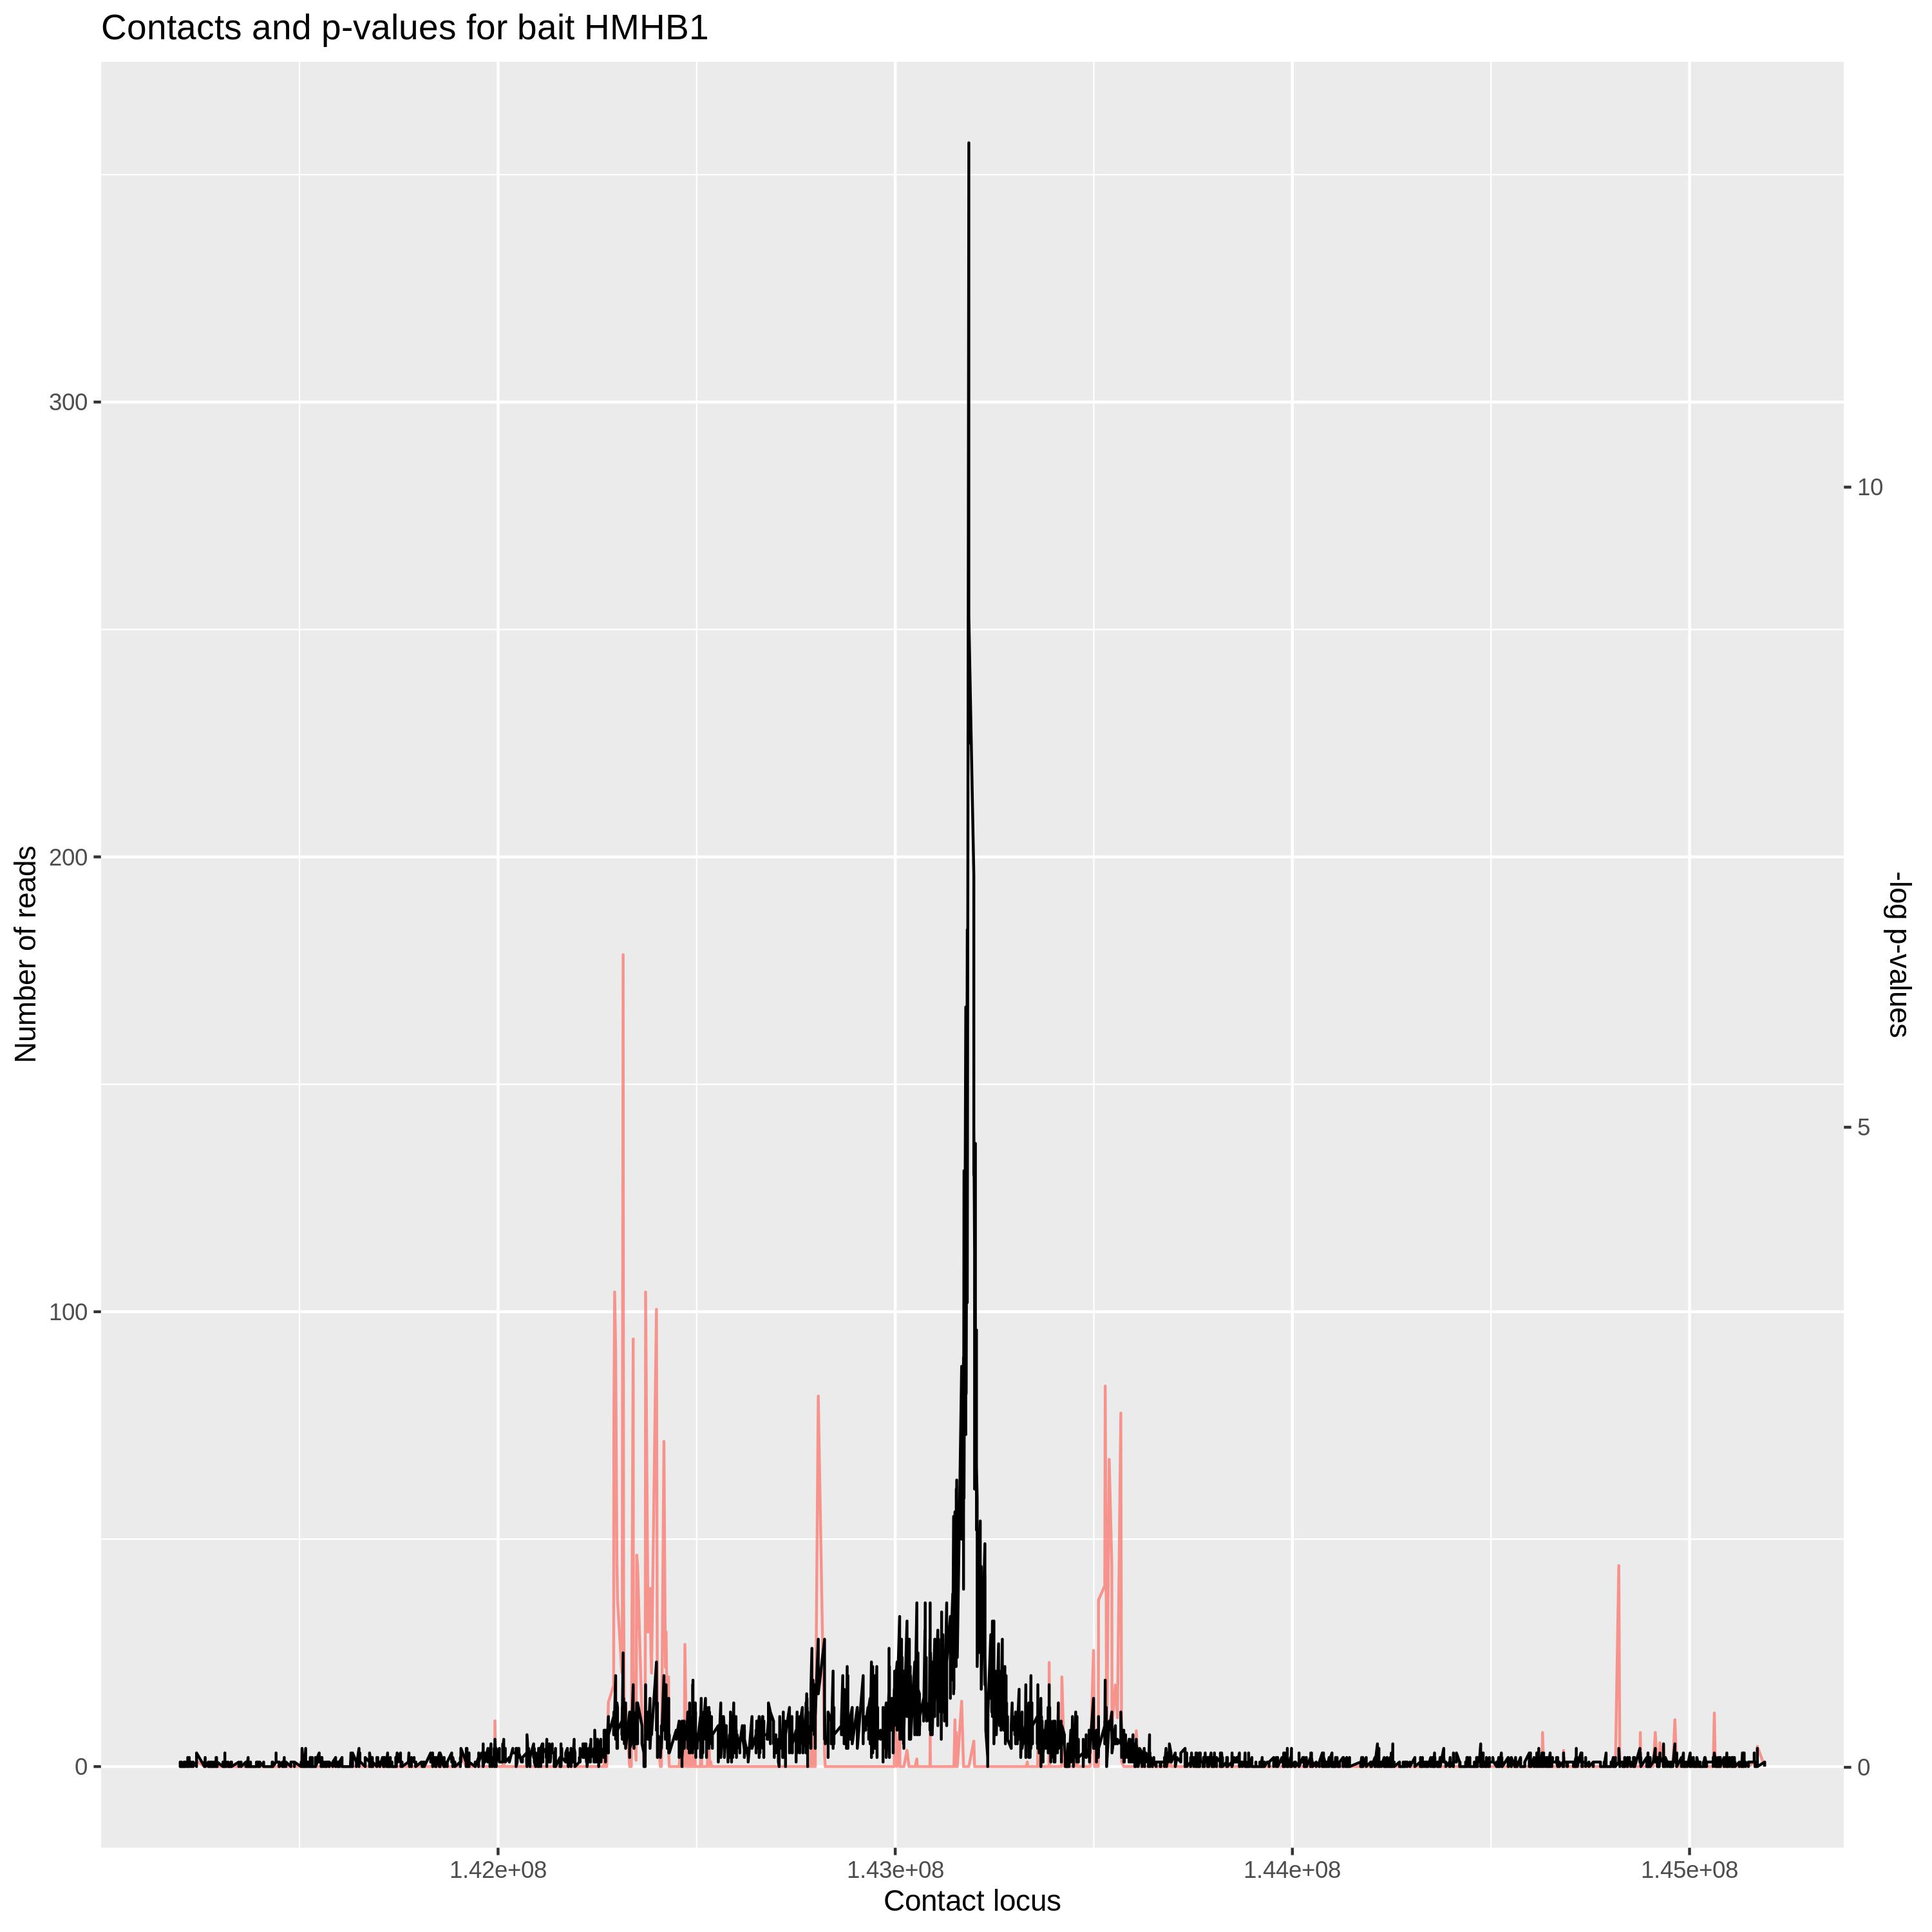 Contacts and p-values for bait HMHB1
Number of reads
300
200
100
0
10
5
0
-log p-values
1.42e+08
1.43e+08
1.44e+08
1.45e+08
Contact locus